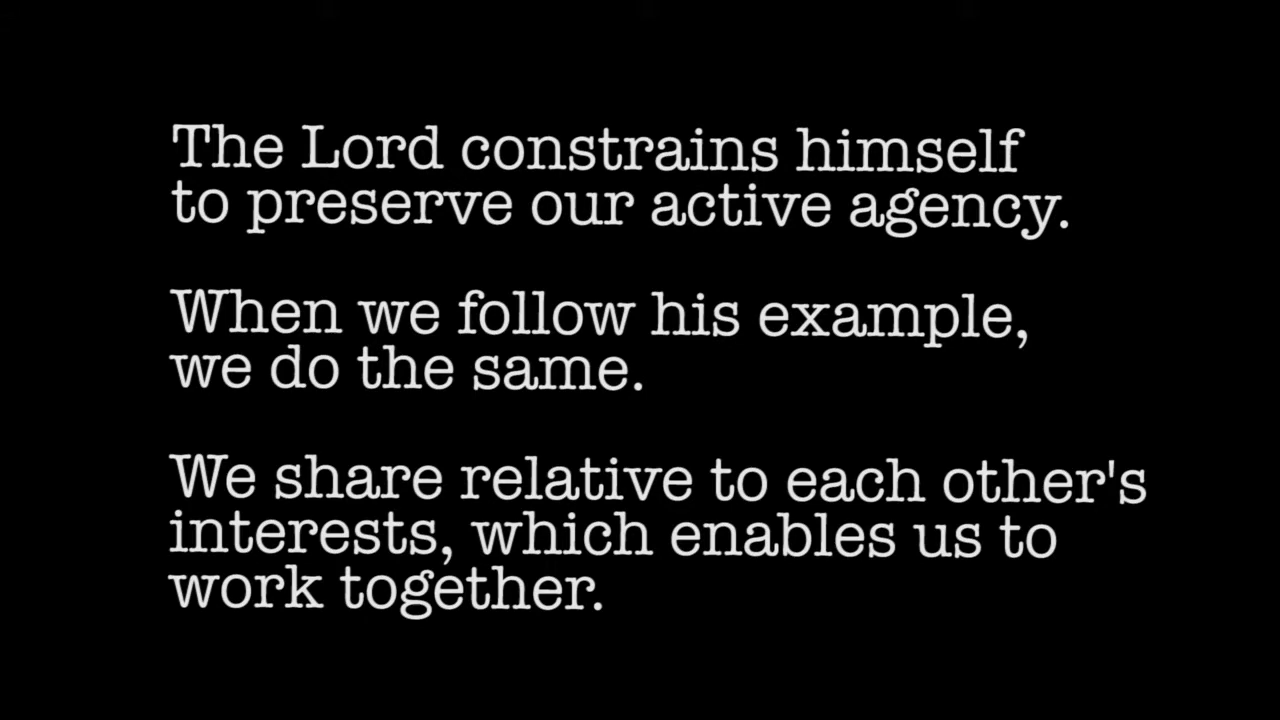 The Lord constrains himself
to preserve our active agency.
When we follow his example,
we do the same.
We share relative to each other's
interests, which enables us to
work together.